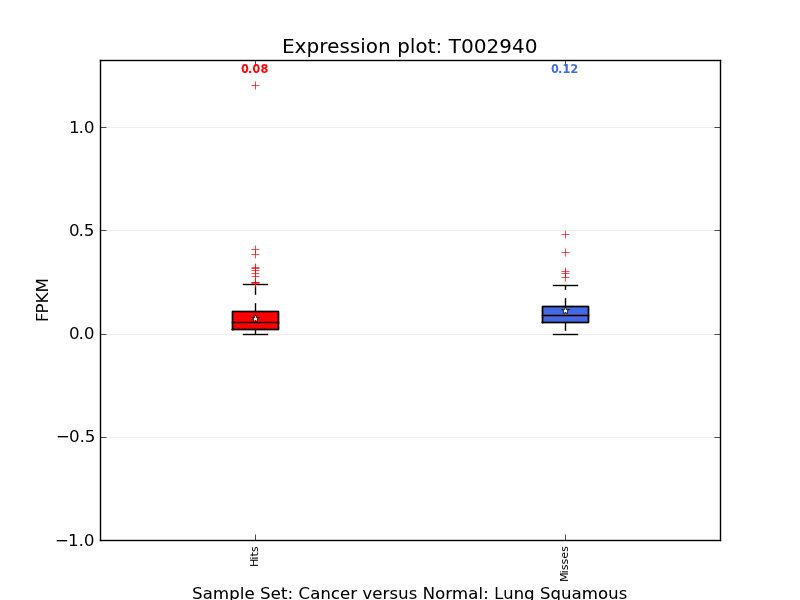 Expression plot: T002940
0.08
0.12
1.0
0.5
0.0
−0.5
−1.0
FPKM
Hits
Misses
Sample Set: Cancer versus Normal: Lung Squamous